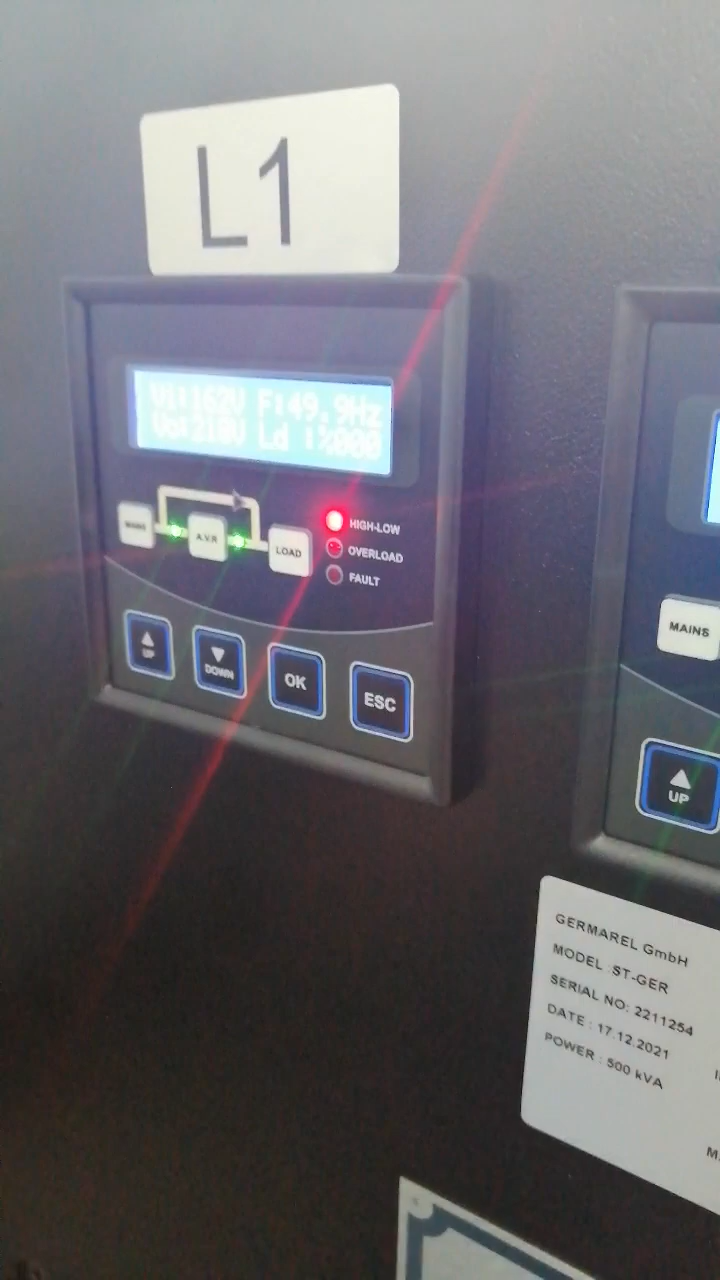 L1
Vi:162V F:49.9Hz
Vo:218V Ld :%000
MAINS
A.V.R
LOAD
HIGH-LOW
OVERLOAD
FAULT
UP
DOWN
OK
ESC
MAINS
UP
GERMAREL GmbH
MODEL :ST-GER
SERIAL NO: 2211254
DATE : 17.12.2021
POWER : 500 kVA